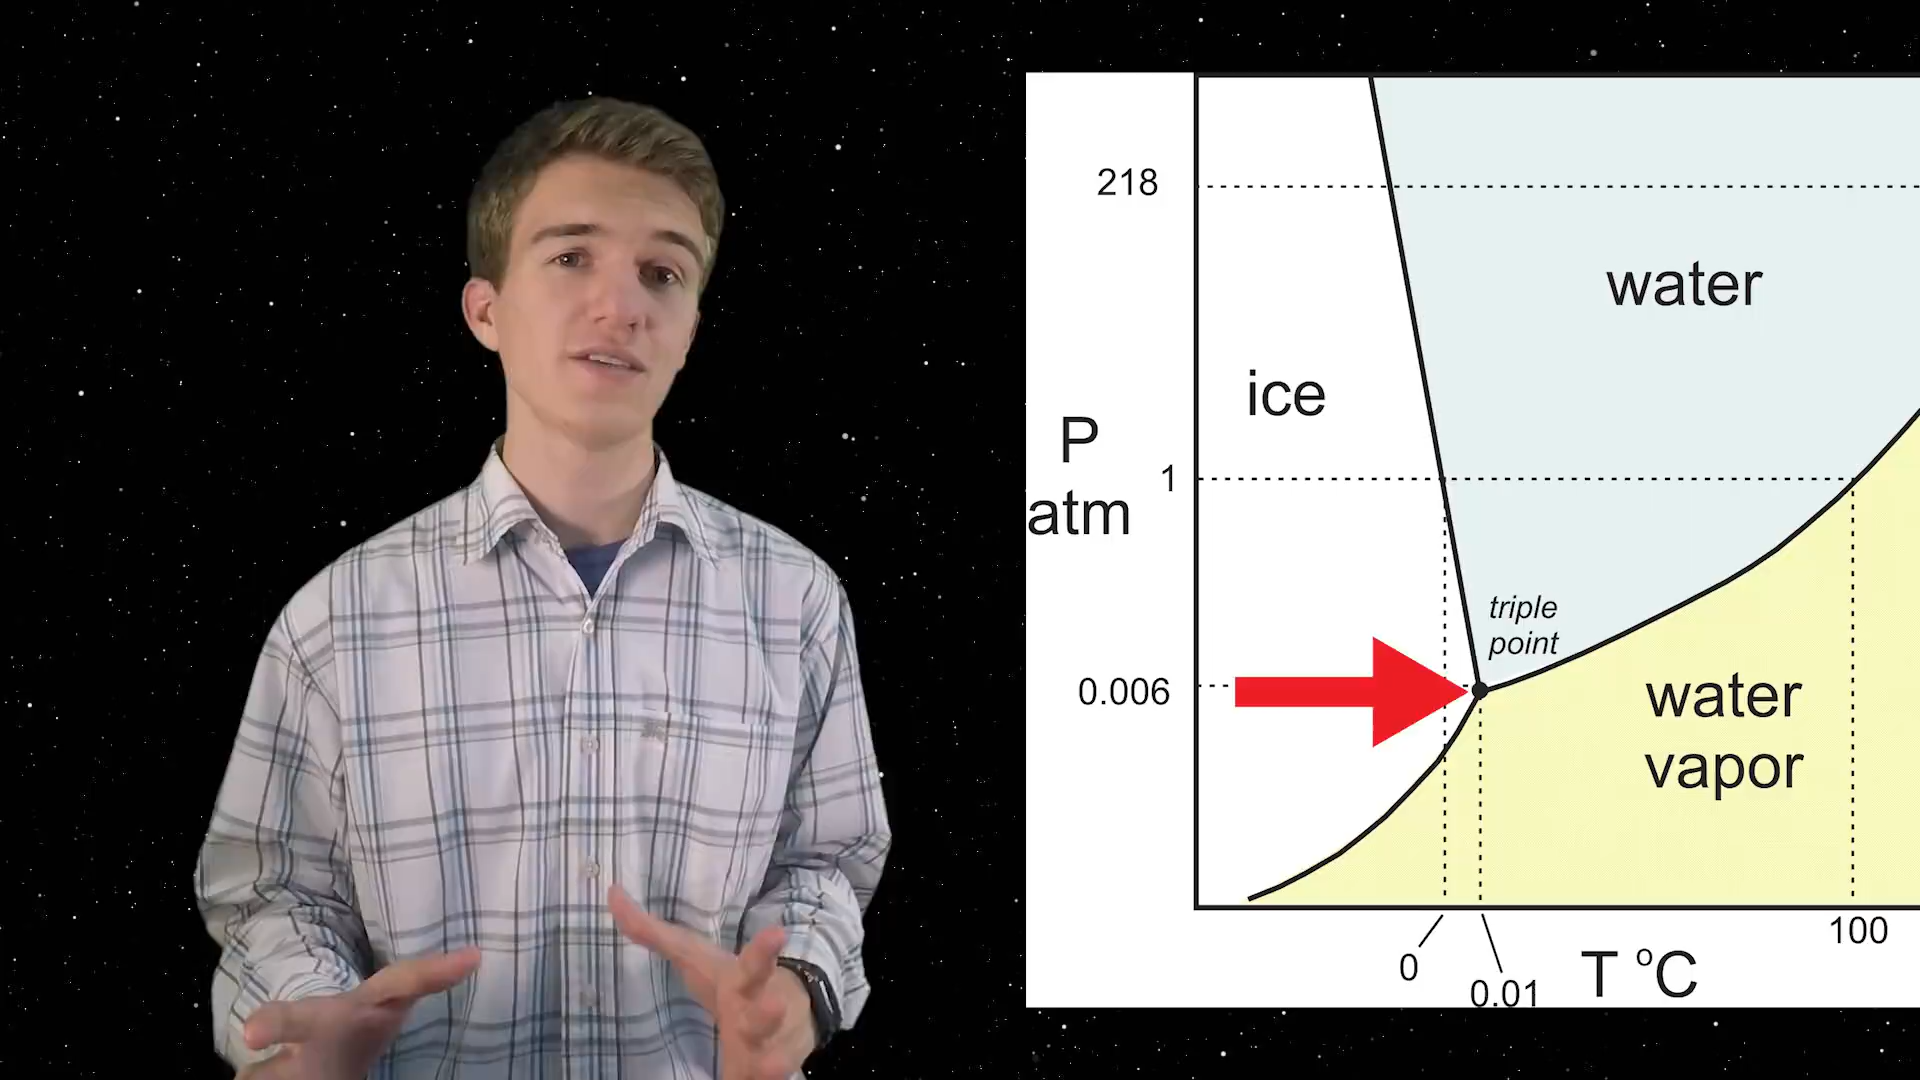 218
water
ice
P
atm
1
triple
point
0.006
water
vapor
0
0.01
T °C
100